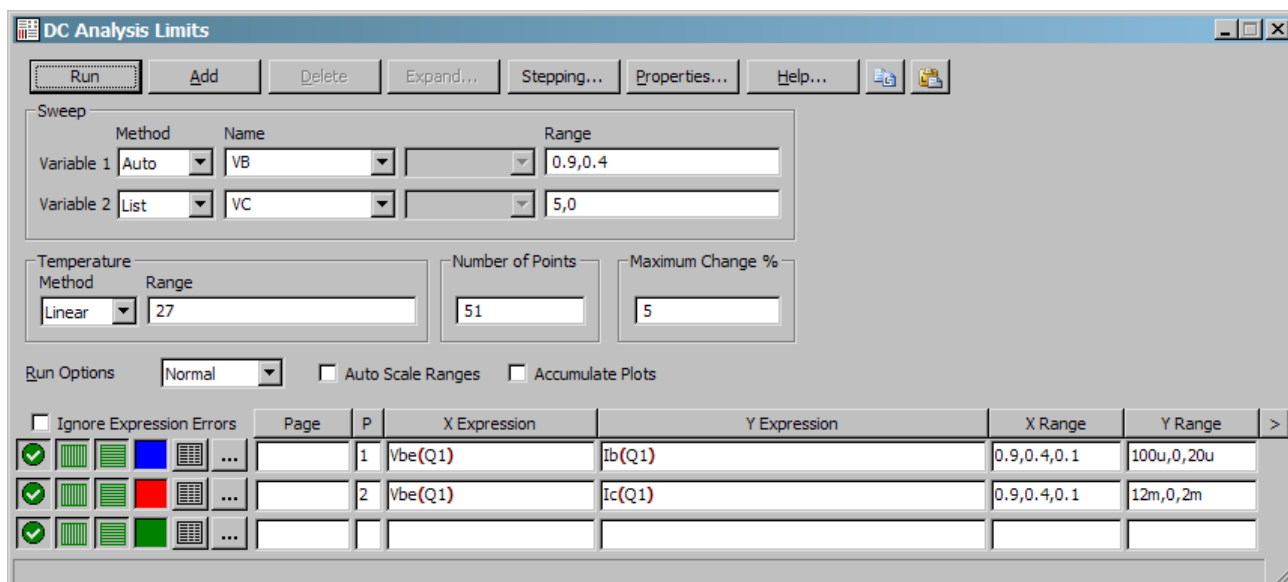 DC Analysis Limits
Run Add Delete Expand... Stepping... Properties... Help...
Sweep
Method Name Range
Variable 1 Auto VB 0.9,0.4
Variable 2 List VC 5,0
Temperature Number of Points Maximum Change %
Method Range
Linear 27 51 5
Run Options Normal Auto Scale Ranges Accumulate Plots
Ignore Expression Errors Page P X Expression Y Expression X Range Y Range >
... 1 Vbe(Q1) Ib(Q1) 0.9,0.4,0.1 100u,0,20u
... 2 Vbe(Q1) Ic(Q1) 0.9,0.4,0.1 12m,0,2m
...